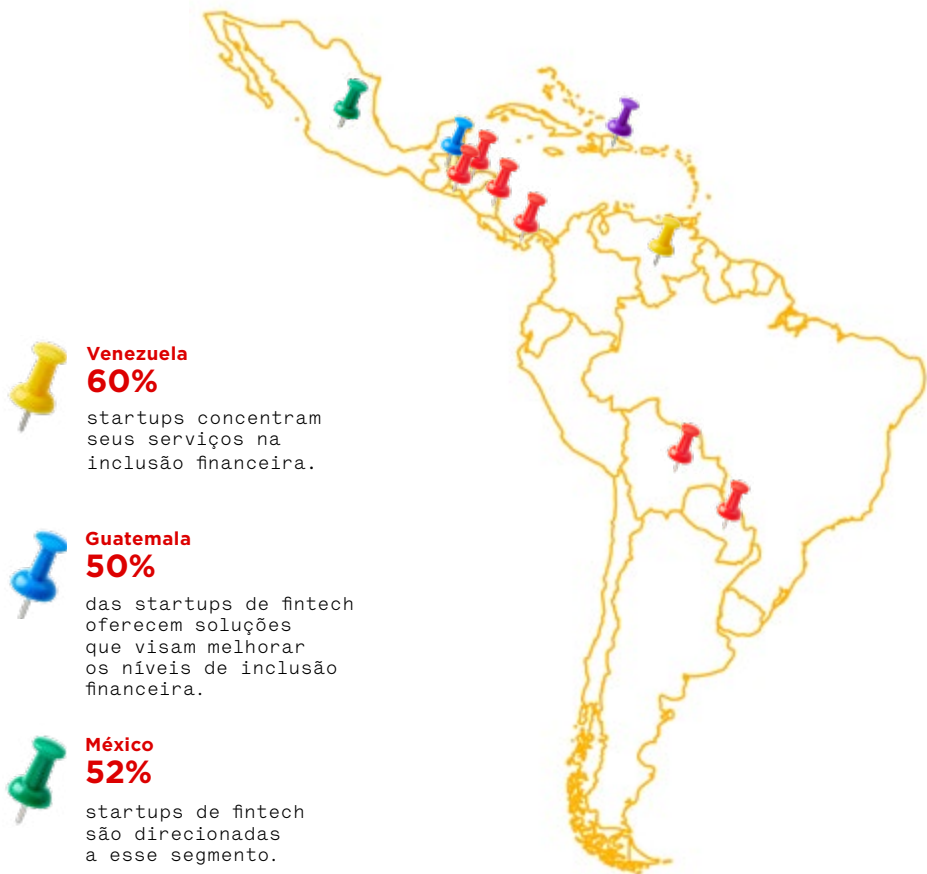 Venezuela
60%
startups concentram
seus serviços na
inclusão financeira.
Guatemala
50%
das startups de fintech
oferecem soluções
que visam melhorar
os níveis de inclusão
financeira.
México
52%
startups de fintech
são direcionadas
a esse segmento.